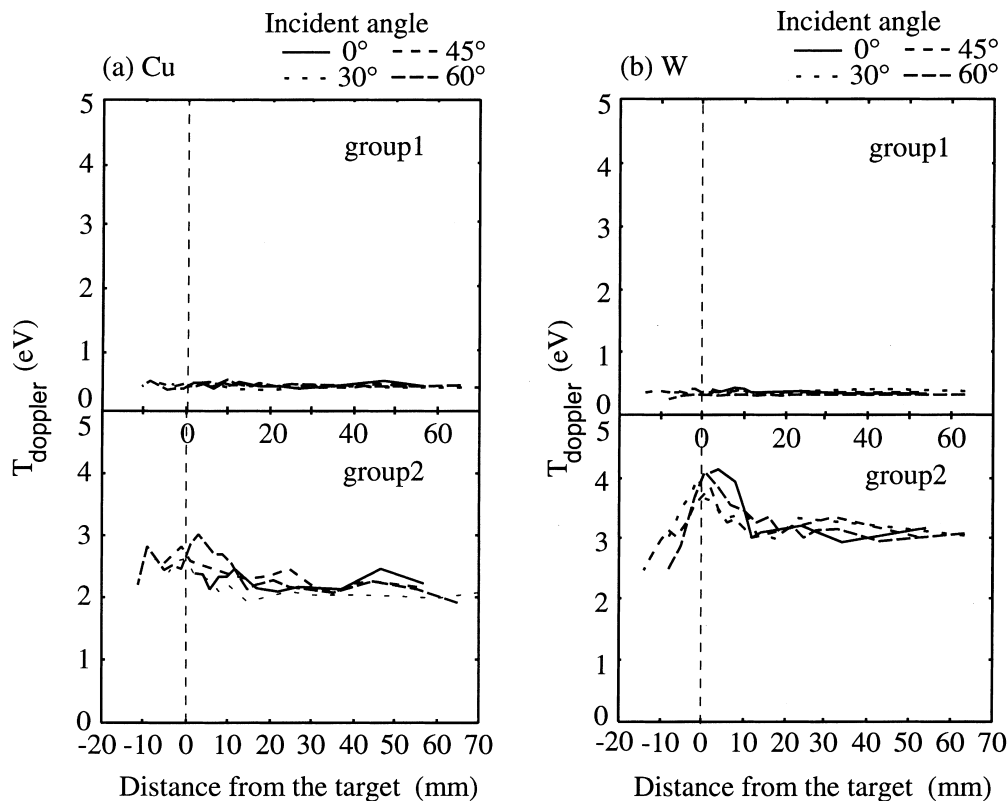 Incident angle
0° 45°
(a) Cu 30° 60°
5
group1
4
3
2
1
0
0 20 40 60
5
group2
4
3
2
1
0
-20 -10 0 10 20 30 40 50 60 70
Distance from the target (mm)
T doppler (eV)
Incident angle
0° 45°
(b) W 30° 60°
5
group1
4
3
2
1
0
0 20 40 60
5
group2
4
3
2
1
0
-20 -10 0 10 20 30 40 50 60 70
Distance from the target (mm)
T doppler (eV)